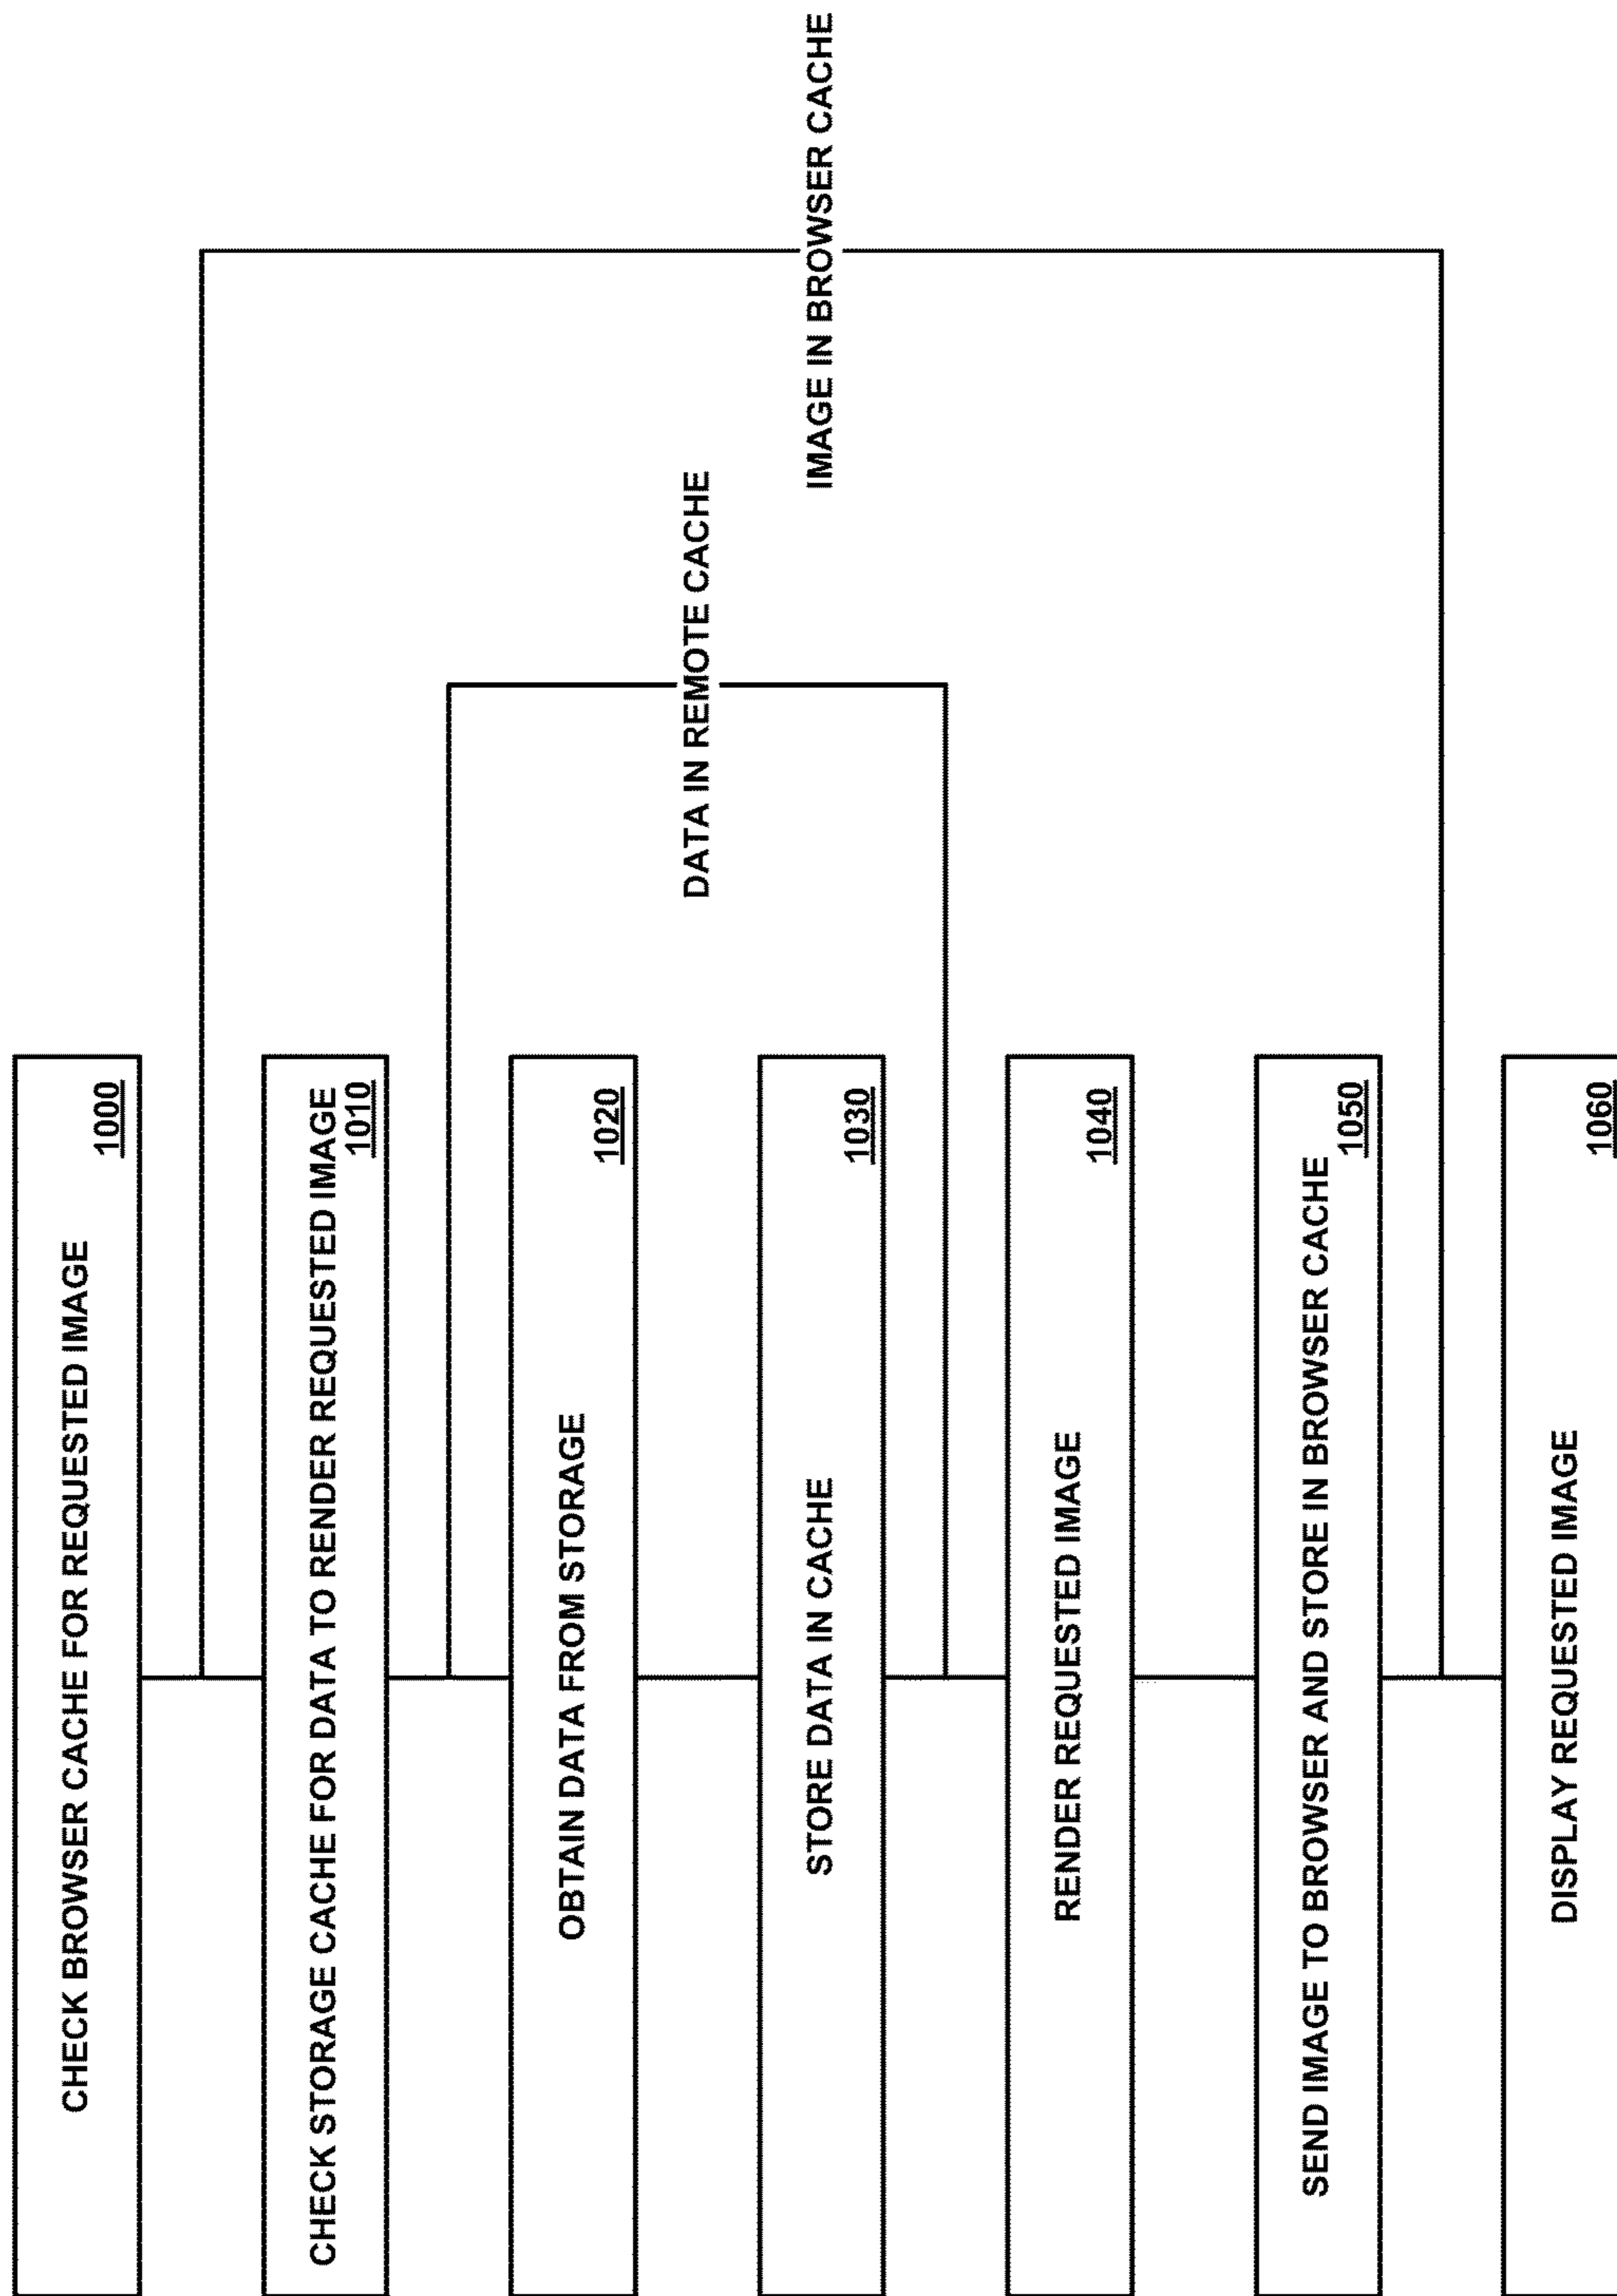 CHECK BROWSER CACHE FOR REQUESTED IMAGE
1000
CHECK STORAGE CACHE FOR DATA TO RENDER REQUESTED IMAGE
1010
OBTAIN DATA FROM STORAGE
1020
STORE DATA IN CACHE
1030
RENDER REQUESTED IMAGE
1040
SEND IMAGE TO BROWSER AND STORE IN BROWSER CACHE
1050
DISPLAY REQUESTED IMAGE
1060
DATA IN REMOTE CACHE
IMAGE IN BROWSER CACHE